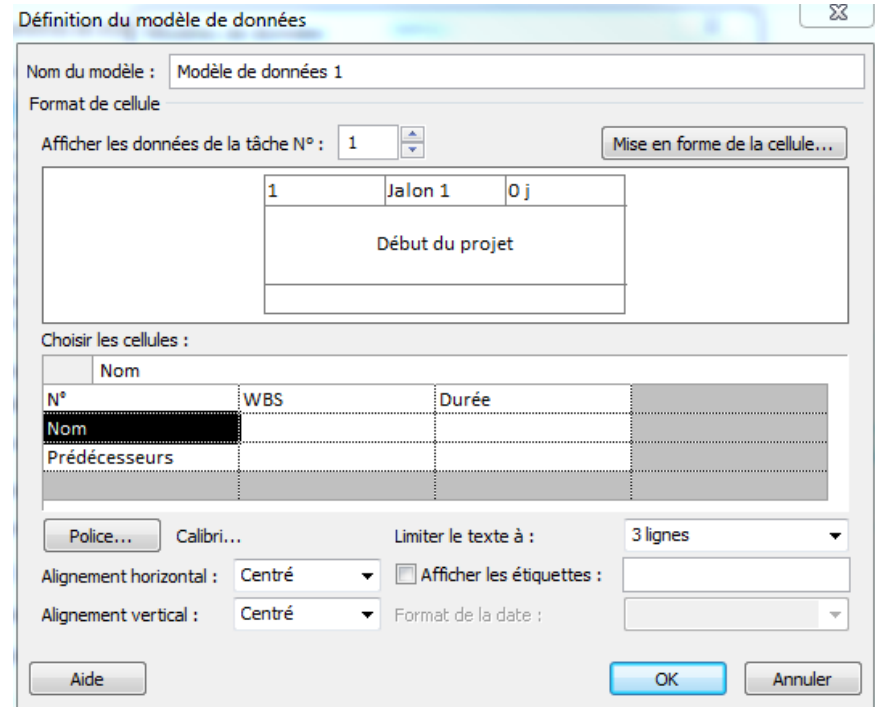 Définition du modèle de données
Nom du modèle : Modèle de données 1
Format de cellule
Afficher les données de la tâche N° : 1 Mise en forme de la cellule...
1 Jalon 1 0 j
Début du projet
Choisir les cellules :
Nom
N° WBS Durée
Nom
Prédécesseurs
Police... Calibri... Limiter le texte à : 3 lignes
Alignement horizontal : Centré Afficher les étiquettes :
Alignement vertical : Centré Format de la date :
Aide OK Annuler